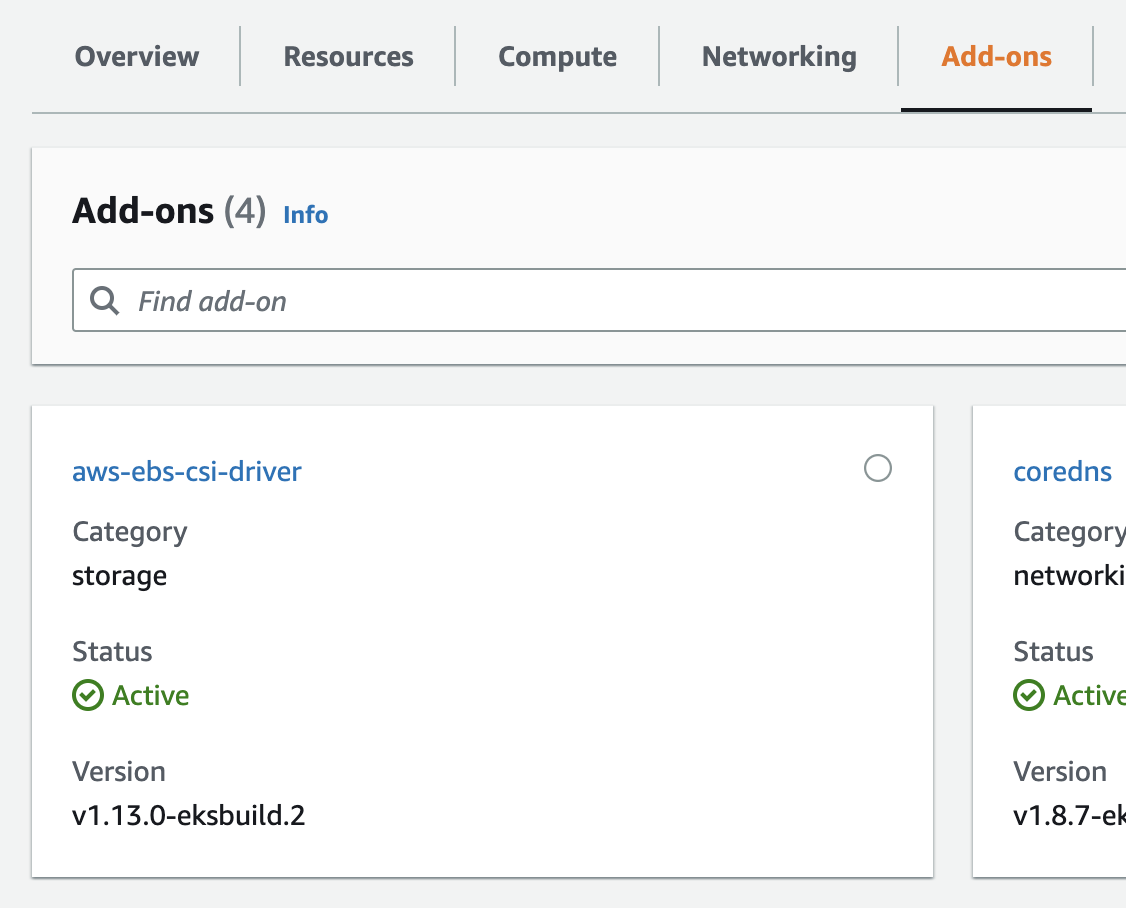 Overview Resources Compute Networking Add-ons
Add-ons (4) Info
Find add-on
aws-ebs-csi-driver
Category
storage
Status
Active
Version
v1.13.0-eksbuild.2
coredns
Category
networki
Status
Active
Version
v1.8.7-ek